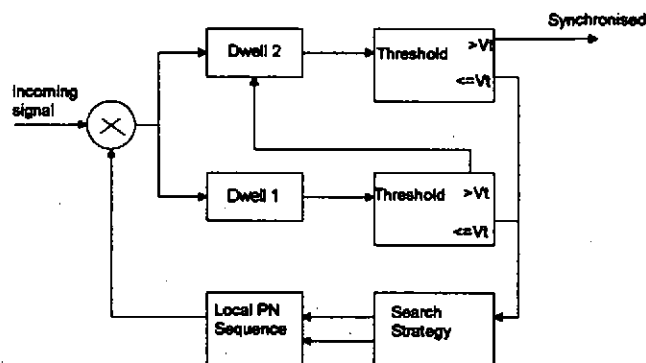 Synchronised
Dwell 2
Threshold
>Vt
<=Vt
Incoming
signal
Dwell 1
Threshold
>Vt
<=Vt
Local PN
Sequence
Search
Strategy